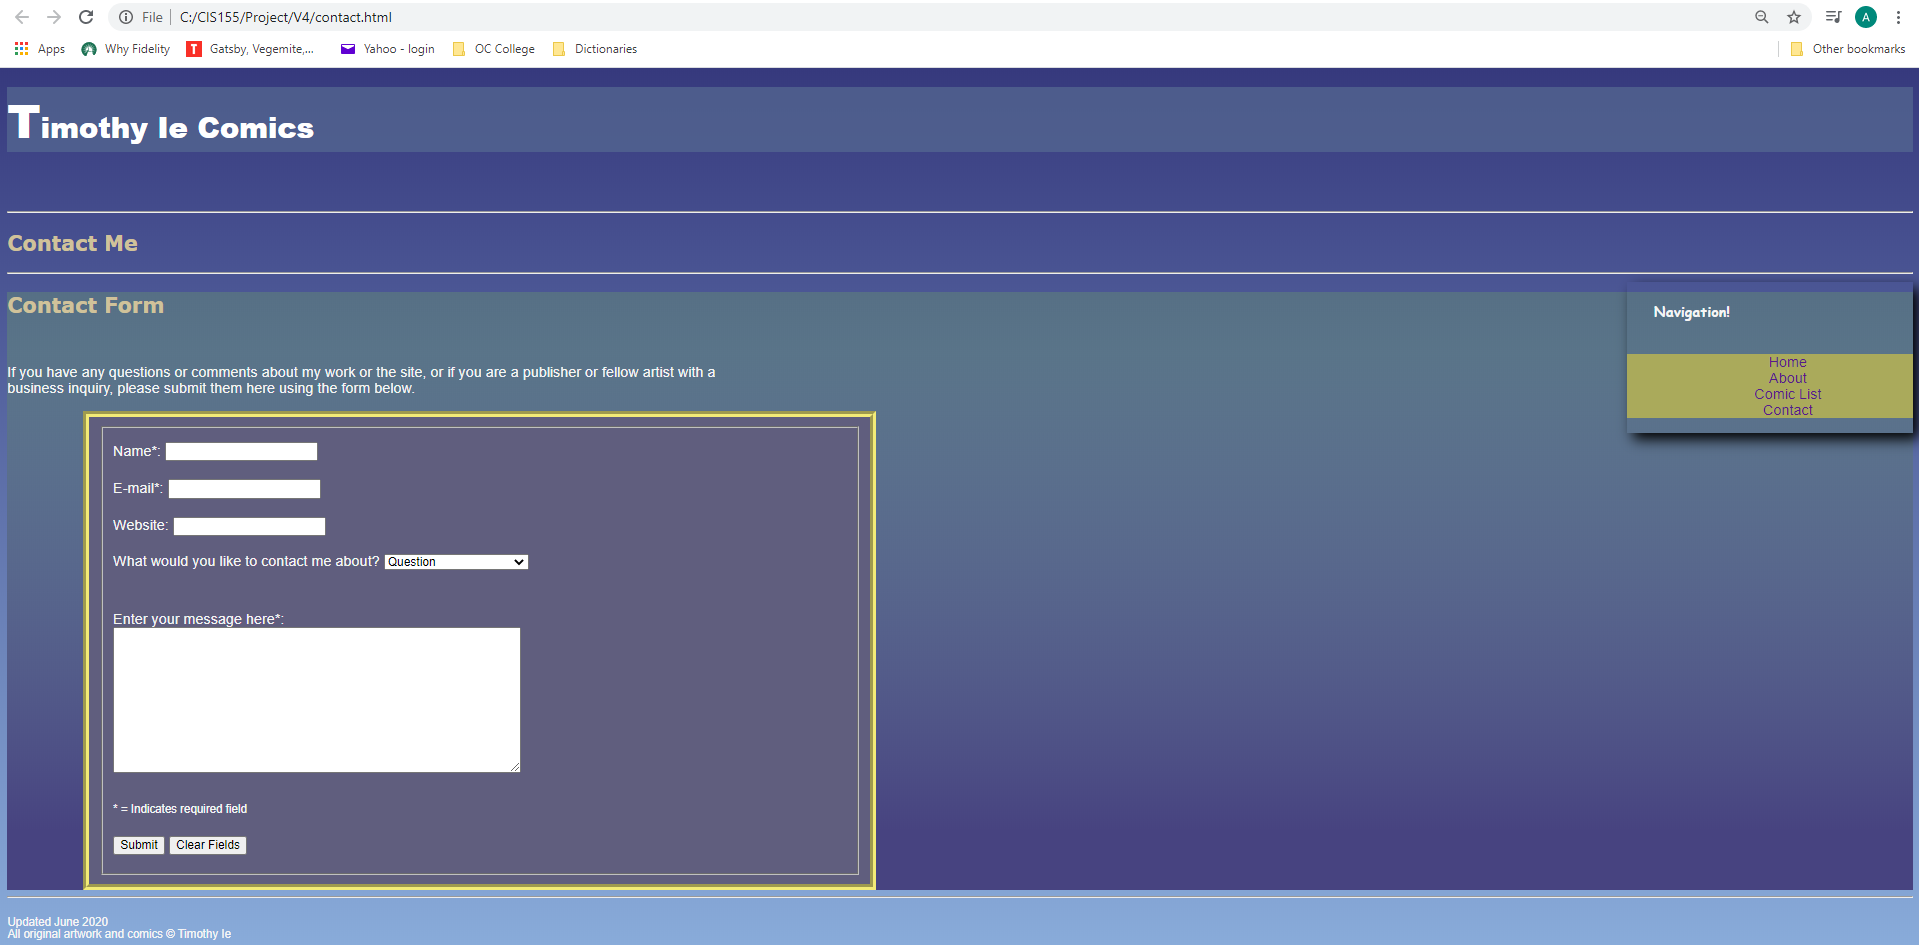 File C:/CIS155/Project/V4/contact.html A
Apps Why Fidelity T Gatsby, Vegemite,... Yahoo - login OC College Dictionaries Other bookmarks
Timothy Ie Comics
Contact Me
Contact Form
Navigation!
Home
About
Comic List
Contact
If you have any questions or comments about my work or the site, or if you are a publisher or fellow artist with a
business inquiry, please submit them here using the form below.
Name*:
E-mail*:
Website:
What would you like to contact me about? Question
Enter your message here*:
* = Indicates required field
Submit Clear Fields
Updated June 2020
All original artwork and comics © Timothy Ie